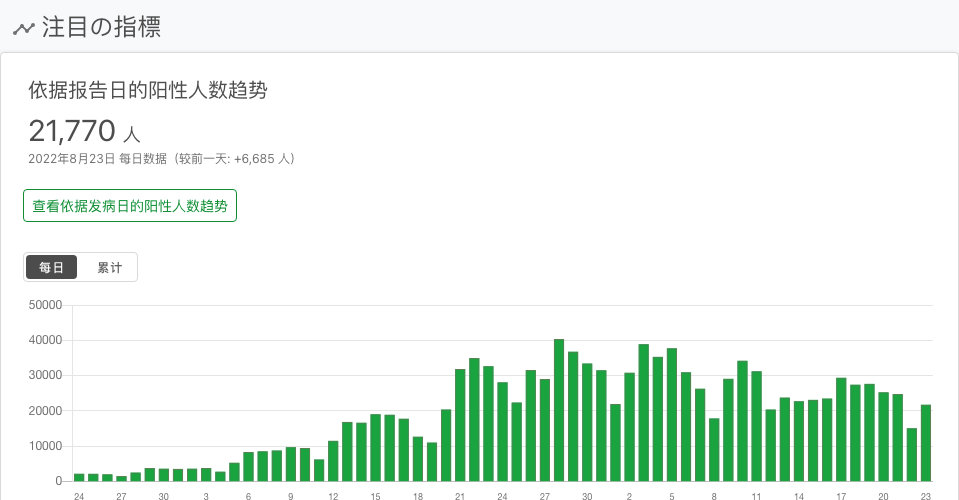 注目の指標
依据报告日的阳性人数趋势
21,770 人
2022年8月23日 每日数据（较前一天: +6,685 人）
查看依据发病日的阳性人数趋势
每日 累计
50000
40000
30000
20000
10000
0
24 27 30 3 6 9 12 15 18 21 24 27 30 2 5 8 11 14 17 20 23